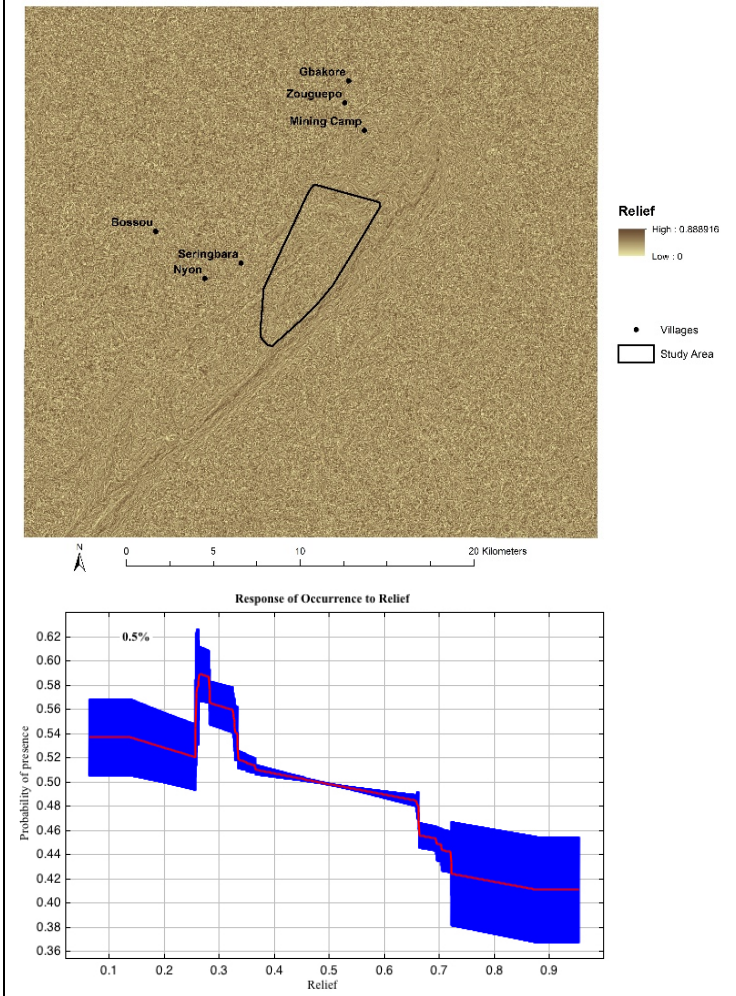 Gbakore
Zouguepo
Mining Camp
Bossou
Seringbara
Nyon
Relief
High : 0.888916
Low : 0
Villages
Study Area
N
0 5 10 20 Kilometers
Response of Occurrence to Relief
0.5%
Probability of presence
0.62
0.60
0.58
0.56
0.54
0.52
0.50
0.48
0.46
0.44
0.42
0.40
0.38
0.36
0.1 0.2 0.3 0.4 0.5 0.6 0.7 0.8 0.9
Relief